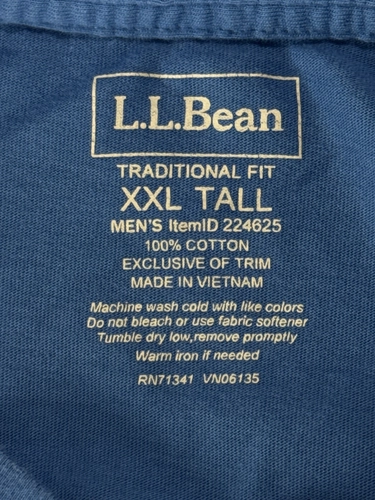 L.L.Bean
TRADITIONAL FIT
XXL TALL
MEN'S ItemID 224625
100% COTTON
EXCLUSIVE OF TRIM
MADE IN VIETNAM
Machine wash cold with like colors
Do not bleach or use fabric softener
Tumble dry low,remove promptly
Warm iron if needed
RN71341 VN06135